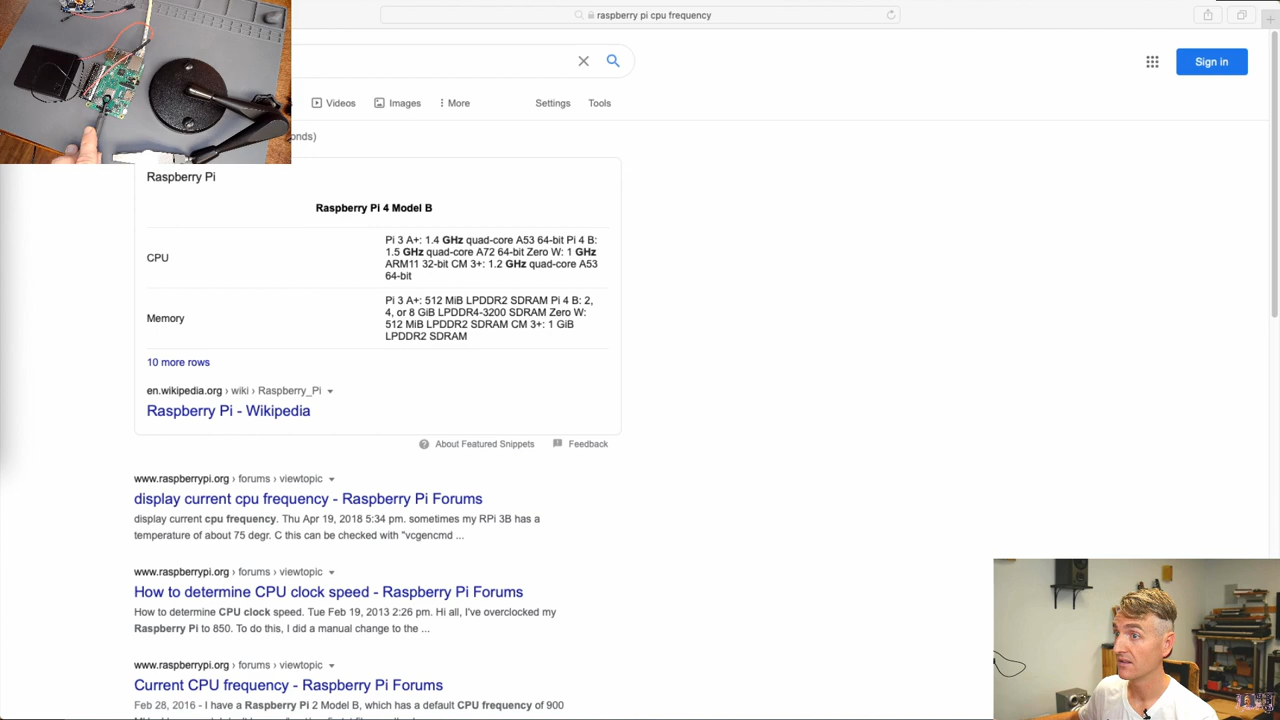 raspberry pi cpu frequency
Sign in
Videos
Images
More
Settings
Tools
onds)
Raspberry Pi
Raspberry Pi 4 Model B
CPU
Pi 3 A+: 1.4 GHz quad-core A53 64-bit Pi 4 B:
1.5 GHz quad-core A72 64-bit Zero W: 1 GHz
ARM11 32-bit CM 3+: 1.2 GHz quad-core A53
64-bit
Memory
Pi 3 A+: 512 MiB LPDDR2 SDRAM Pi 4 B: 2,
4, or 8 GiB LPDDR4-3200 SDRAM Zero W:
512 MiB LPDDR2 SDRAM CM 3+: 1 GiB
LPDDR2 SDRAM
10 more rows
en.wikipedia.org › wiki › Raspberry_Pi
Raspberry Pi - Wikipedia
About Featured Snippets
Feedback
www.raspberrypi.org › forums › viewtopic
display current cpu frequency - Raspberry Pi Forums
display current cpu frequency. Thu Apr 19, 2018 5:34 pm. sometimes my RPi 3B has a
temperature of about 75 degr. C this can be checked with "vcgencmd ...
www.raspberrypi.org › forums › viewtopic
How to determine CPU clock speed - Raspberry Pi Forums
How to determine CPU clock speed. Tue Feb 19, 2013 2:26 pm. Hi all, I've overclocked my
Raspberry Pi to 850. To do this, I did a manual change to the ...
www.raspberrypi.org › forums › viewtopic
Current CPU frequency - Raspberry Pi Forums
Feb 28, 2016 - I have a Raspberry Pi 2 Model B, which has a default CPU frequency of 900